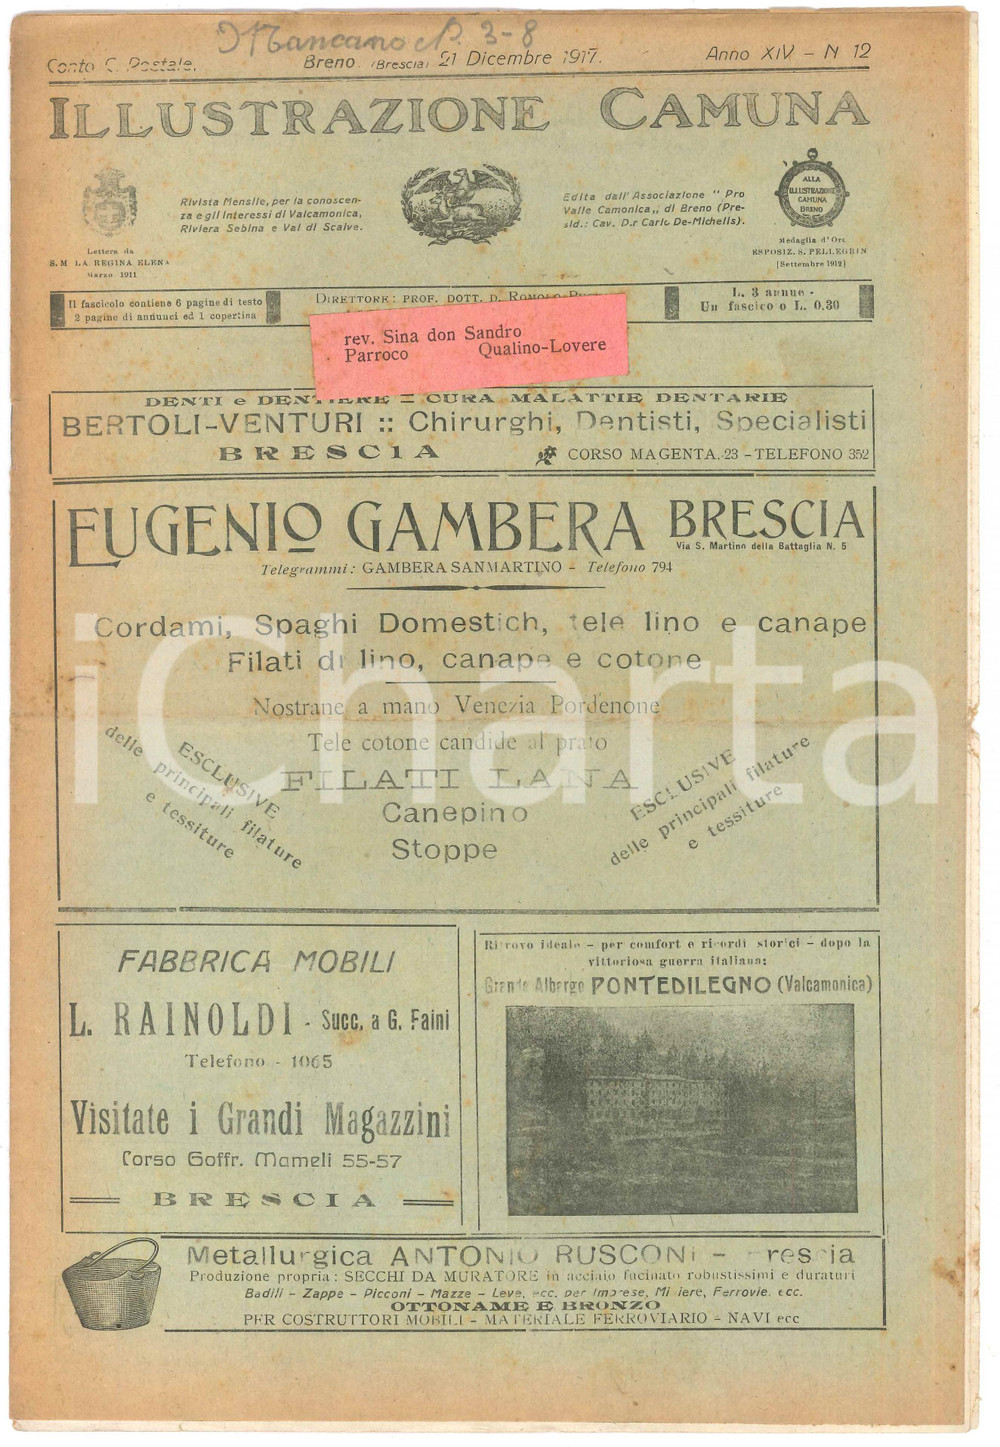 Mancano N. 3-8
Conto C. Postale.
Breno (Brescia) 21 Dicembre 1917.
Anno XIV - N 12
ILLUSTRAZIONE CAMUNA
Lettera da
S. M LA REGINA ELENA
Marzo 1911
Rivista Mensile, per la conoscen-
za e gli Interessi di Valcamonica,
Riviera Sebina e Val di Scalve.
Edita dall'Associazione " Pro
Valle Camonica,, di Breno (Pre-
sid.: Cav. D.r Carlo De-Michelis).
ALLA
ILLUSTRAZIONE
CAMUNA
BRENO
Medaglia d'Oro
ESPOSIZ. S. PELLEGRIN
(Settembre 1912)
Il fascicolo contiene 6 pagine di testo
2 pagine di annunci ed 1 copertina
DIRETTORE: PROF. DOTT. D. ROMOLO
L. 3 annue -
Un fascico o L. 0,30
rev. Sina don Sandro
Parroco Qualino-Lovere
DENTI e DENTIERE = CURA MALATTIE DENTARIE
BERTOLI-VENTURI :: Chirurghi, Dentisti, Specialisti
BRESCIA CORSO MAGENTA, 23 - TELEFONO 352
EUGENIO GAMBERA BRESCIA
Via S. Martino della Battaglia N. 5
Telegrammi: GAMBERA SANMARTINO - Telefono 794
Cordami, Spaghi Domestich, tele lino e canape
Filati di lino, canape e cotone
Nostrane a mano Venezia Pordenone
Tele cotone candide al prato
FILATI LANA
Canepino
Stoppe
ESCLUSIVE
delle principali filature
e tessiture
ESCLUSIVE
delle principali filature
e tessiture
iCharta
FABBRICA MOBILI
L. RAINOLDI - Succ. a G. Faini
Telefono - 1065
Visitate i Grandi Magazzini
Corso Goffr. Mameli 55-57
BRESCIA
Ritrovo ideale - per comfort e ricordi storici - dopo la
vittoriosa guerra italiana:
Grande Albergo PONTEDILEGNO (Valcamonica)
Metallurgica ANTONIO RUSCONI - Brescia
Produzione propria: SECCHI DA MURATORE in acciaio fucinato robustissimi e duraturi
Badili - Zappe - Picconi - Mazze - Leve, ecc. per Imprese, Miniere, Ferrovie, ecc.
OTTONAME E BRONZO
PER COSTRUTTORI MOBILI - MATERIALE FERROVIARIO - NAVI ecc